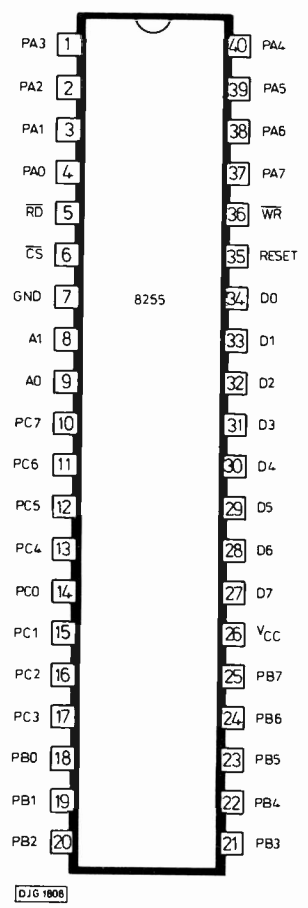 PA3 1 40 PA4
PA2 2 39 PA5
PA1 3 38 PA6
PA0 4 37 PA7
RD 5 36 WR
CS 6 35 RESET
GND 7 8255 34 D0
A1 8 33 D1
A0 9 32 D2
PC7 10 31 D3
PC6 11 30 D4
PC5 12 29 D5
PC4 13 28 D6
PC0 14 27 D7
PC1 15 26 VCC
PC2 16 25 PB7
PC3 17 24 PB6
PB0 18 23 PB5
PB1 19 22 PB4
PB2 20 21 PB3
DJG 1806